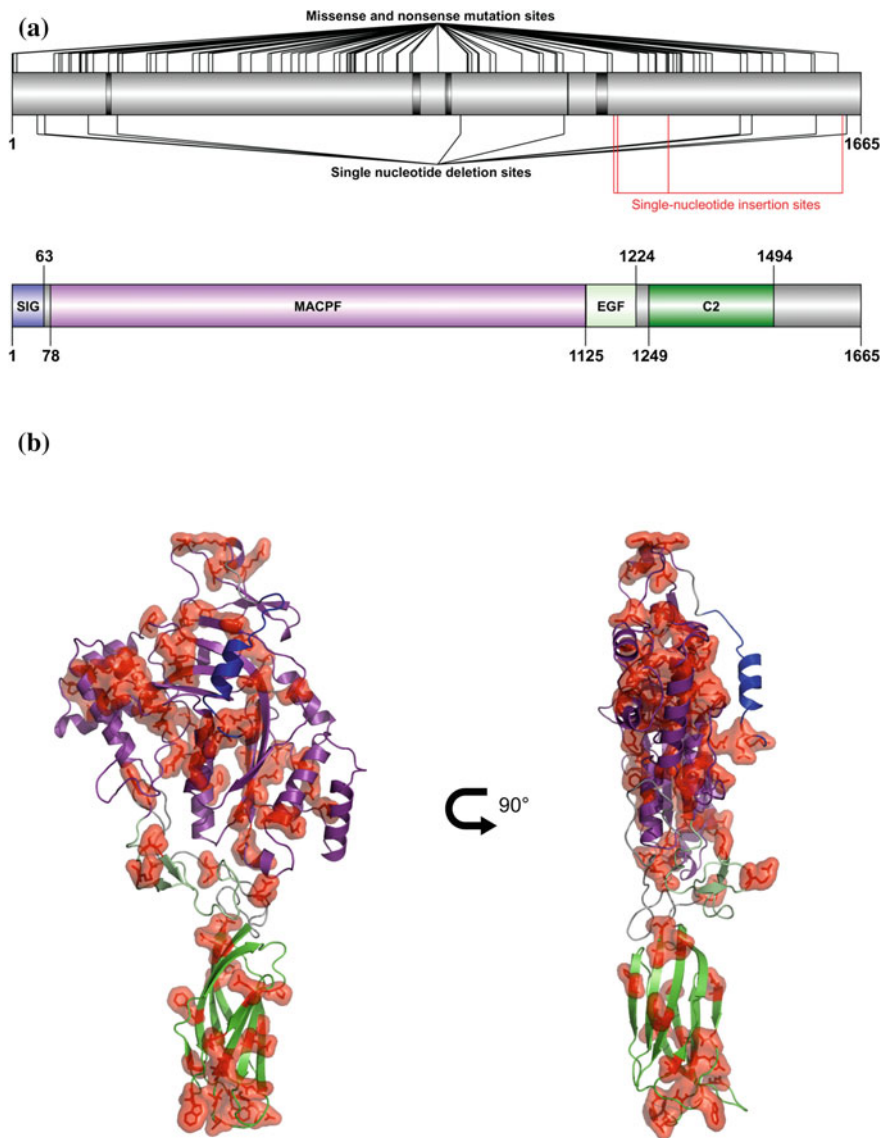 (a)
Missense and nonsense mutation sites
1
1665
Single nucleotide deletion sites
Single-nucleotide insertion sites
63
1224
1494
SIG
MACPF
EGF
C2
1
78
1125
1249
1665
(b)
90°